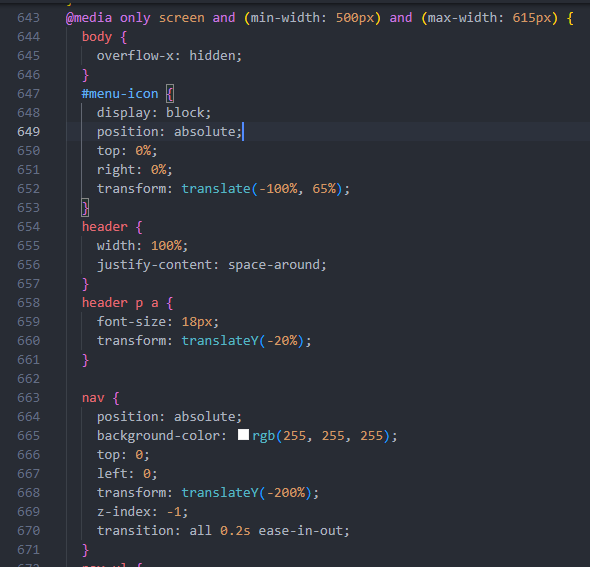 643 @media only screen and (min-width: 500px) and (max-width: 615px) {
644 body {
645 overflow-x: hidden;
646 }
647 #menu-icon {
648 display: block;
649 position: absolute;
650 top: 0%;
651 right: 0%;
652 transform: translate(-100%, 65%);
653 }
654 header {
655 width: 100%;
656 justify-content: space-around;
657 }
658 header p a {
659 font-size: 18px;
660 transform: translateY(-20%);
661 }
662
663 nav {
664 position: absolute;
665 background-color: rgb(255, 255, 255);
666 top: 0;
667 left: 0;
668 transform: translateY(-200%);
669 z-index: -1;
670 transition: all 0.2s ease-in-out;
671 }